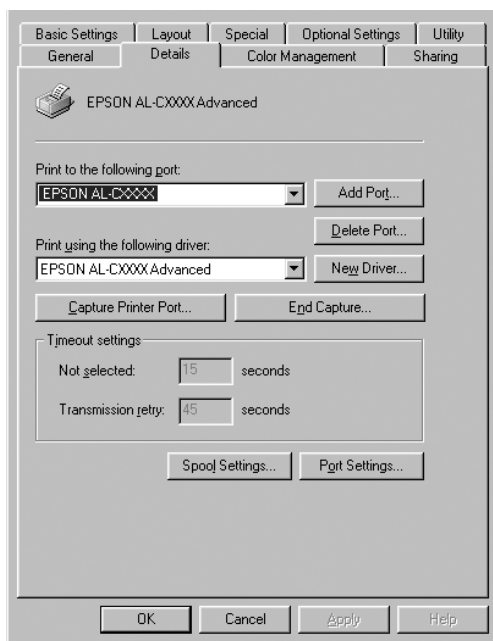 Basic Settings Layout Special Optional Settings Utility
General Details Color Management Sharing
EPSON AL-CXXXX Advanced
Print to the following port:
EPSON AL-CXXXX Add Port...
Delete Port...
Print using the following driver:
EPSON AL-CXXXX Advanced New Driver...
Capture Printer Port... End Capture...
Timeout settings
Not selected: 15 seconds
Transmission retry: 45 seconds
Spool Settings... Port Settings...
OK Cancel Apply Help